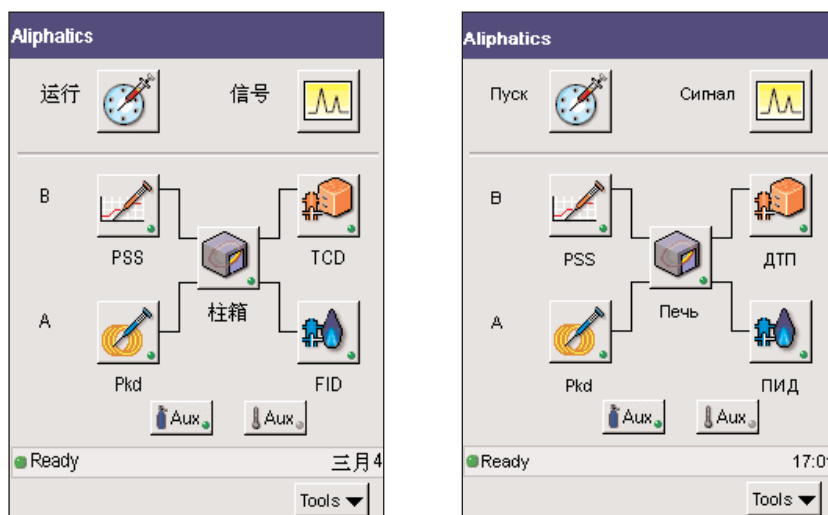 Aliphatics
运行 信号
B
PSS TCD
柱箱
A
Pkd FID
Aux Aux
Ready 三月4
Tools
Aliphatics
Пуск Сигнал
B
PSS ДТП
Печь
A
Pkd ПИД
Aux Aux
Ready 17:01
Tools